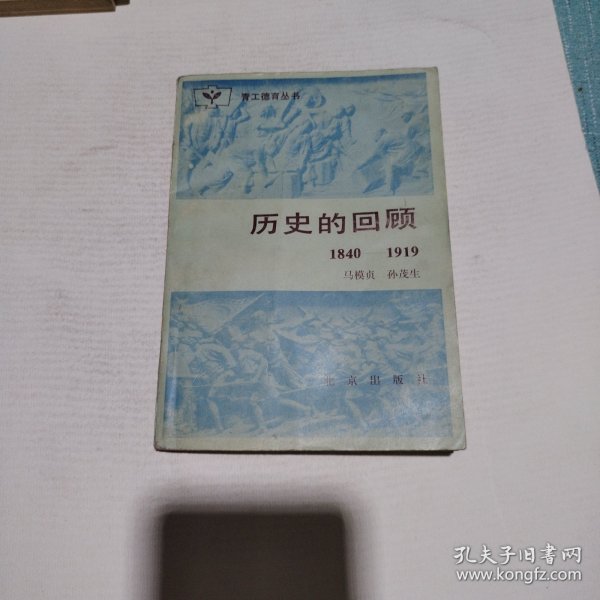 青工德育丛书
历史的回顾
1840 — 1919
马模贞 孙茂生
北京出版社
孔夫子旧书网
www.kongfz.com